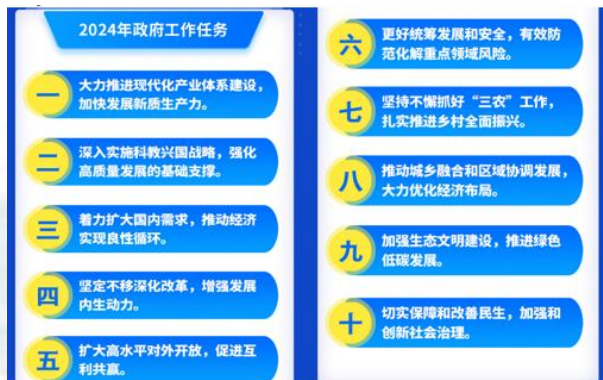 2024年政府工作任务
一
大力推进现代化产业体系建设，
加快发展新质生产力。
二
深入实施科教兴国战略，强化
高质量发展的基础支撑。
三
着力扩大国内需求，推动经济
实现良性循环。
四
坚定不移深化改革，增强发展
内生动力。
五
扩大高水平对外开放，促进互
利共赢。
六
更好统筹发展和安全，有效防
范化解重点领域风险。
七
坚持不懈抓好“三农”工作，
扎实推进乡村全面振兴。
八
推动城乡融合和区域协调发展，
大力优化经济布局。
九
加强生态文明建设，推进绿色
低碳发展。
十
切实保障和改善民生，加强和
创新社会治理。